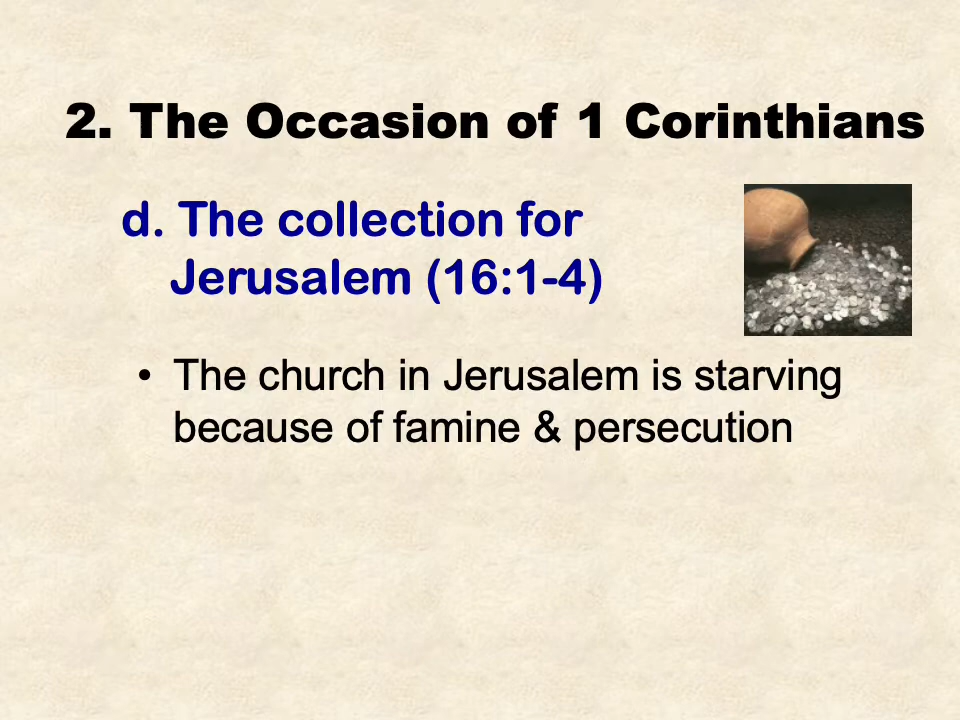 2. The Occasion of 1 Corinthians
d. The collection for
Jerusalem (16:1-4)
• The church in Jerusalem is starving
because of famine & persecution